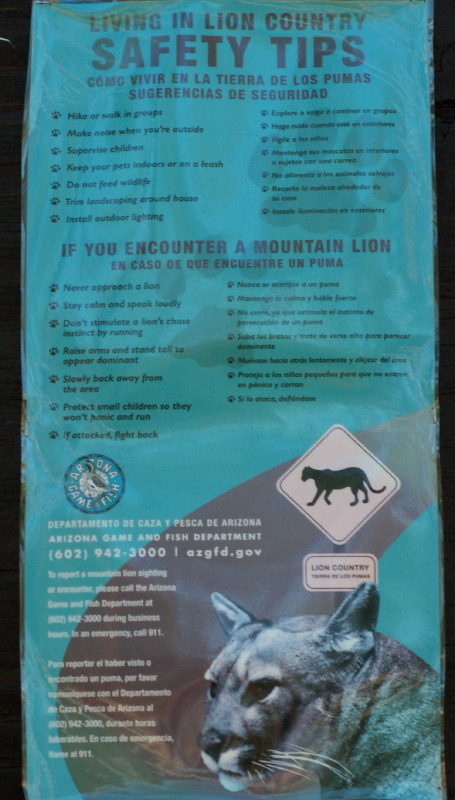 LIVING IN LION COUNTRY
SAFETY TIPS
CÓMO VIVIR EN LA TIERRA DE LOS PUMAS
SUGERENCIAS DE SEGURIDAD
Hike or walk in groups
Make noise when you're outside
Supervise children
Keep your pets indoors or on a leash
Do not feed wildlife
Trim landscaping around house
Install outdoor lighting
Explore o salga a caminar en grupos
Haga ruido cuando esté en exteriores
Vigile a los niños
Mantenga sus mascotas en interiores
o sujetas con una correa
No alimente a los animales salvajes
Recorte la maleza alrededor de
su casa
Instale iluminación en exteriores
IF YOU ENCOUNTER A MOUNTAIN LION
EN CASO DE QUE ENCUENTRE UN PUMA
Never approach a lion
Stay calm and speak loudly
Don't stimulate a lion's chase
instinct by running
Raise arms and stand tall to
appear dominant
Slowly back away from
the area
Protect small children so they
won't panic and run
If attacked, fight back
Nunca se acerque a un puma
Mantenga la calma y hable fuerte
No corra, ya que estimula el instinto de
persecución de un puma
Suba los brazos y trate de verse alto para parecer
dominante
Muévase hacia atrás lentamente y aléjese del área
Proteja a los niños pequeños para que no entren
en pánico y corran
Si lo ataca, defiéndase
ARIZONA
GAME & FISH
DEPARTAMENTO DE CAZA Y PESCA DE ARIZONA
ARIZONA GAME AND FISH DEPARTMENT
(602) 942-3000 | azgfd.gov
LION COUNTRY
TIERRA DE LOS PUMAS
To report a mountain lion sighting
or encounter, please call the Arizona
Game and Fish Department at
(602) 942-3000 during business
hours. In an emergency, call 911.
Para reportar el haber visto o
encontrado un puma, por favor
comuníquese con el Departamento
de Caza y Pesca de Arizona al
(602) 942-3000, durante horas
laborables. En caso de emergencia,
llame al 911.